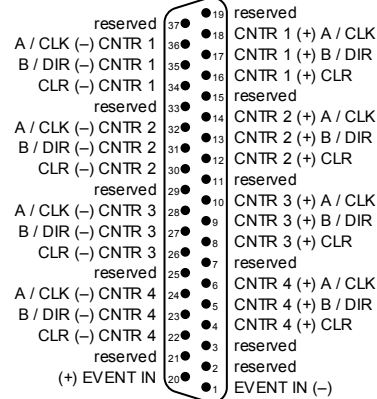 reserved 37 19 reserved
A / CLK (–) CNTR 1 36 18 CNTR 1 (+) A / CLK
B / DIR (–) CNTR 1 35 17 CNTR 1 (+) B / DIR
CLR (–) CNTR 1 34 16 CNTR 1 (+) CLR
reserved 33 15 reserved
A / CLK (–) CNTR 2 32 14 CNTR 2 (+) A / CLK
B / DIR (–) CNTR 2 31 13 CNTR 2 (+) B / DIR
CLR (–) CNTR 2 30 12 CNTR 2 (+) CLR
reserved 29 11 reserved
A / CLK (–) CNTR 3 28 10 CNTR 3 (+) A / CLK
B / DIR (–) CNTR 3 27 9 CNTR 3 (+) B / DIR
CLR (–) CNTR 3 26 8 CNTR 3 (+) CLR
reserved 25 7 reserved
A / CLK (–) CNTR 4 24 6 CNTR 4 (+) A / CLK
B / DIR (–) CNTR 4 23 5 CNTR 4 (+) B / DIR
CLR (–) CNTR 4 22 4 CNTR 4 (+) CLR
reserved 21 3 reserved
(+) EVENT IN 20 2 reserved
1 EVENT IN (–)